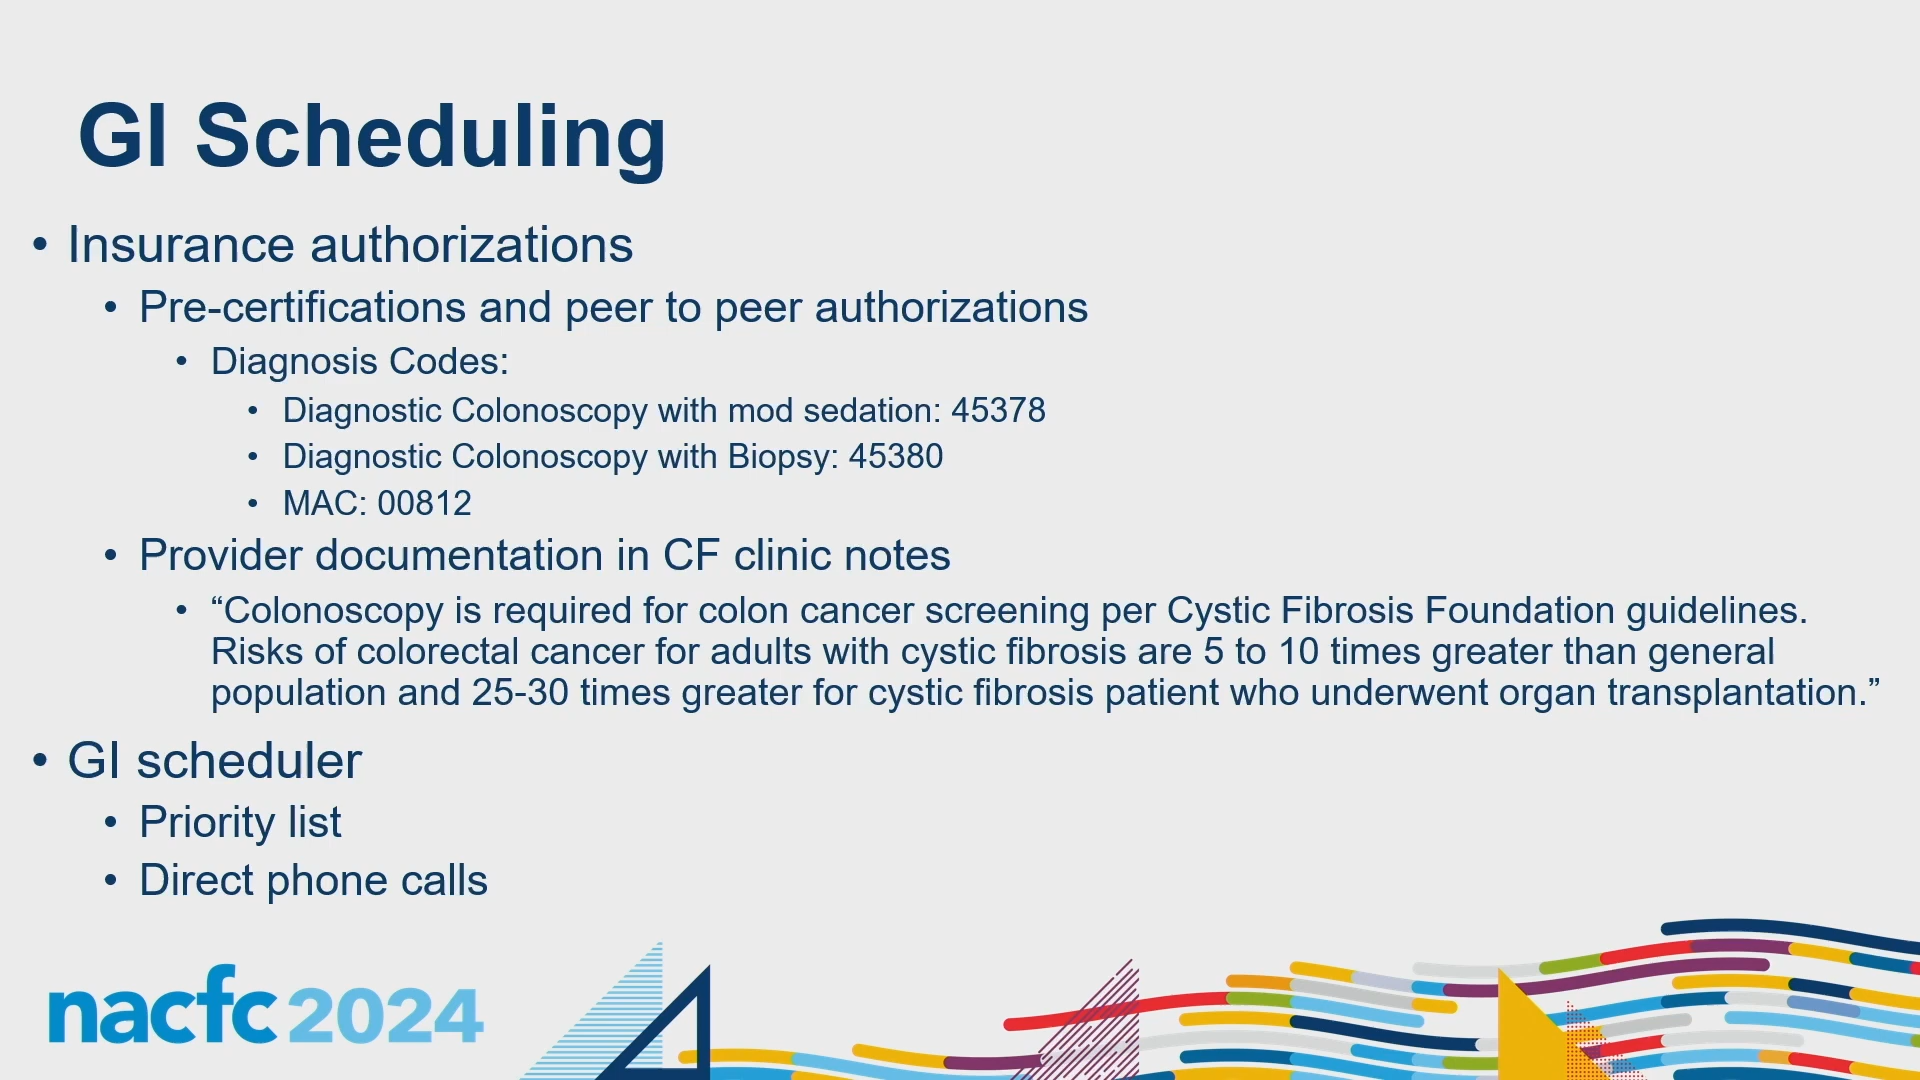 GI Scheduling
• Insurance authorizations
• Pre-certifications and peer to peer authorizations
• Diagnosis Codes:
• Diagnostic Colonoscopy with mod sedation: 45378
• Diagnostic Colonoscopy with Biopsy: 45380
• MAC: 00812
• Provider documentation in CF clinic notes
• “Colonoscopy is required for colon cancer screening per Cystic Fibrosis Foundation guidelines.
Risks of colorectal cancer for adults with cystic fibrosis are 5 to 10 times greater than general
population and 25-30 times greater for cystic fibrosis patient who underwent organ transplantation.”
• GI scheduler
• Priority list
• Direct phone calls
nacfc 2024